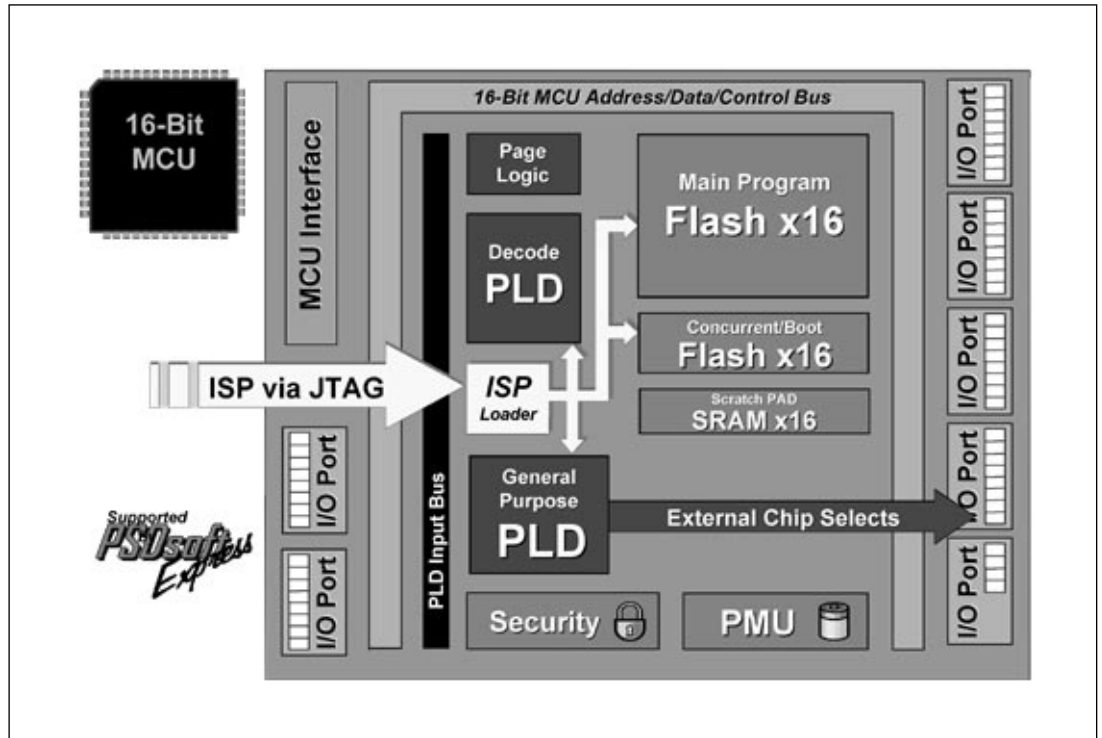 16-Bit
MCU
MCU Interface
16-Bit MCU Address/Data/Control Bus
PLD Input Bus
Page
Logic
Decode
PLD
Main Program
Flash x16
Concurrent/Boot
Flash x16
Scratch PAD
SRAM x16
ISP via JTAG
ISP
Loader
General
Purpose
PLD
External Chip Selects
Security
PMU
I/O Port
I/O Port
I/O Port
I/O Port
I/O Port
I/O Port
I/O Port
Supported
PSDsoft
Express